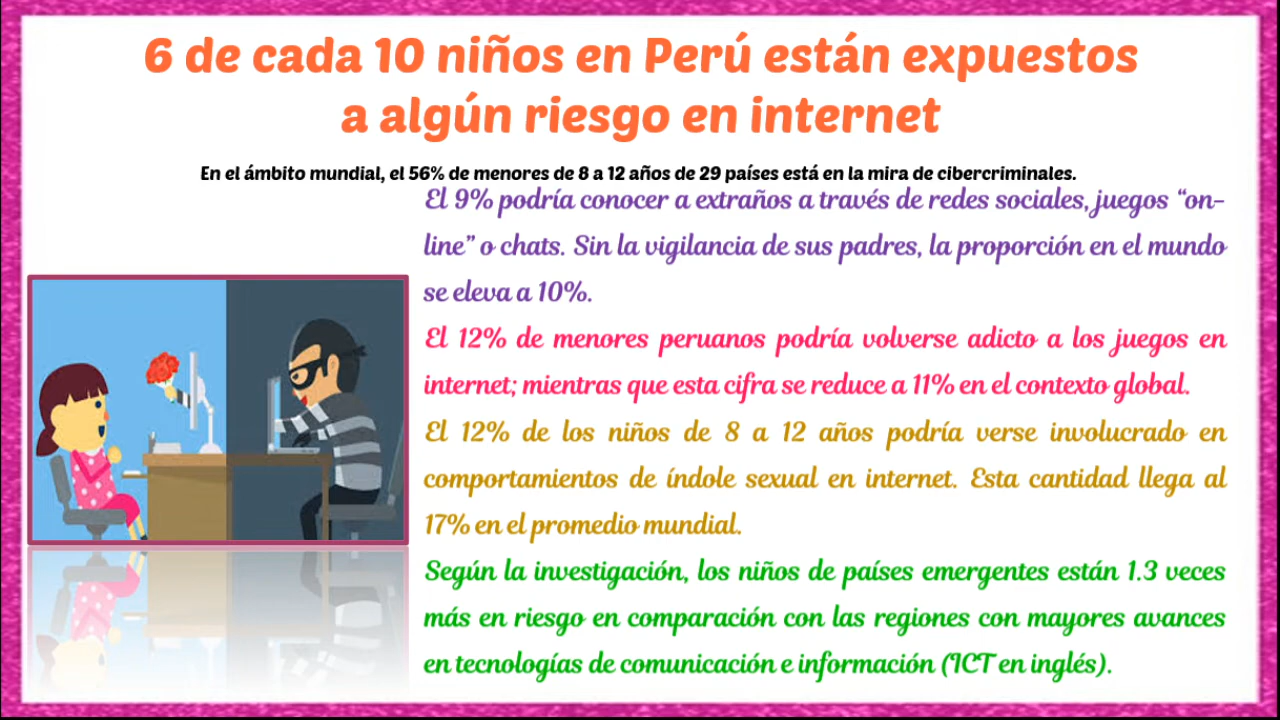 6 de cada 10 niños en Perú están expuestos
a algún riesgo en internet
En el ámbito mundial, el 56% de menores de 8 a 12 años de 29 países está en la mira de cibercriminales.
El 9% podría conocer a extraños a través de redes sociales, juegos “on-
line” o chats. Sin la vigilancia de sus padres, la proporción en el mundo
se eleva a 10%.
El 12% de menores peruanos podría volverse adicto a los juegos en
internet; mientras que esta cifra se reduce a 11% en el contexto global.
El 12% de los niños de 8 a 12 años podría verse involucrado en
comportamientos de índole sexual en internet. Esta cantidad llega al
17% en el promedio mundial.
Según la investigación, los niños de países emergentes están 1.3 veces
más en riesgo en comparación con las regiones con mayores avances
en tecnologías de comunicación e información (ICT en inglés).